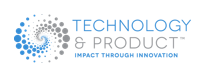 TECHNOLOGY
& PRODUCT™
IMPACT THROUGH INNOVATION